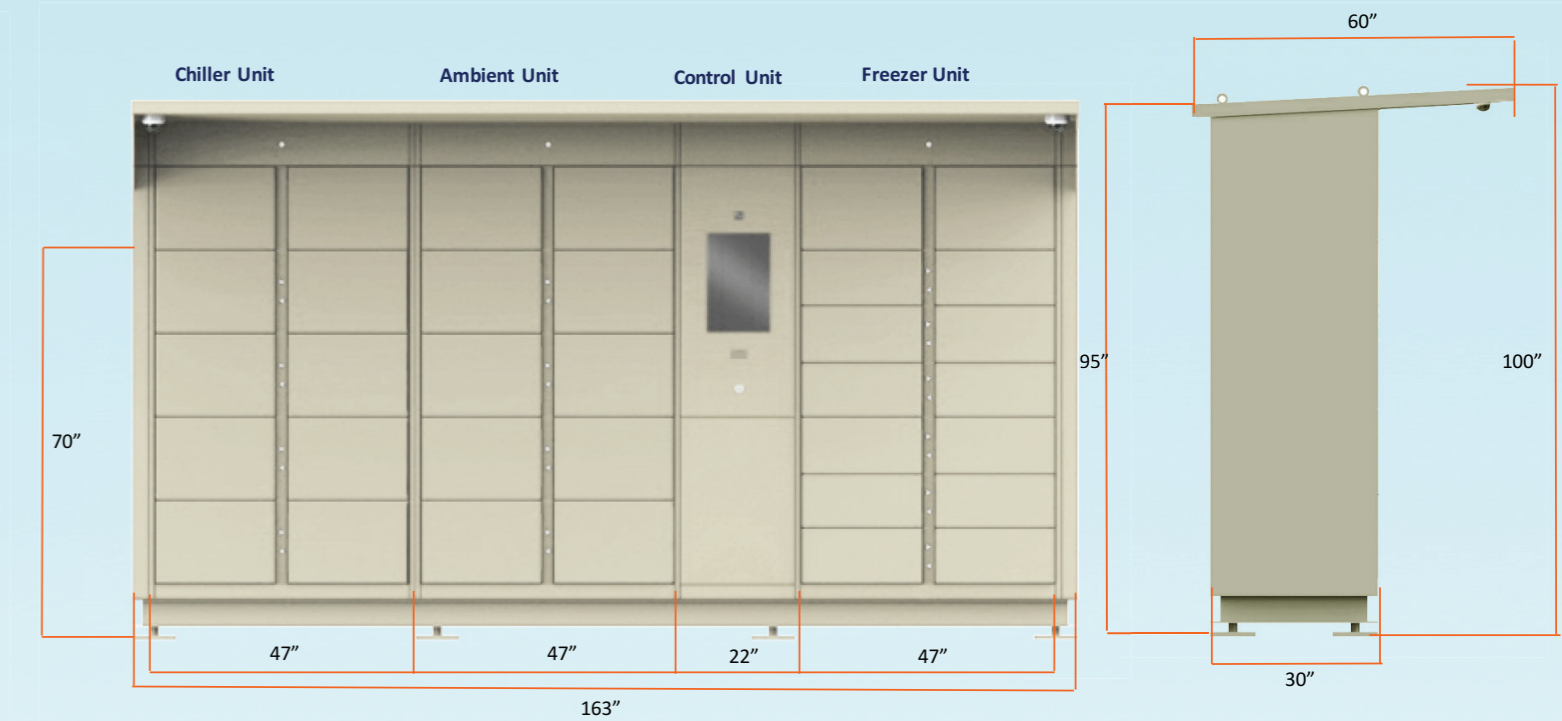 60”
Chiller Unit
Ambient Unit
Control Unit
Freezer Unit
95”
100”
70”
47”
47”
22”
47”
30”
163”